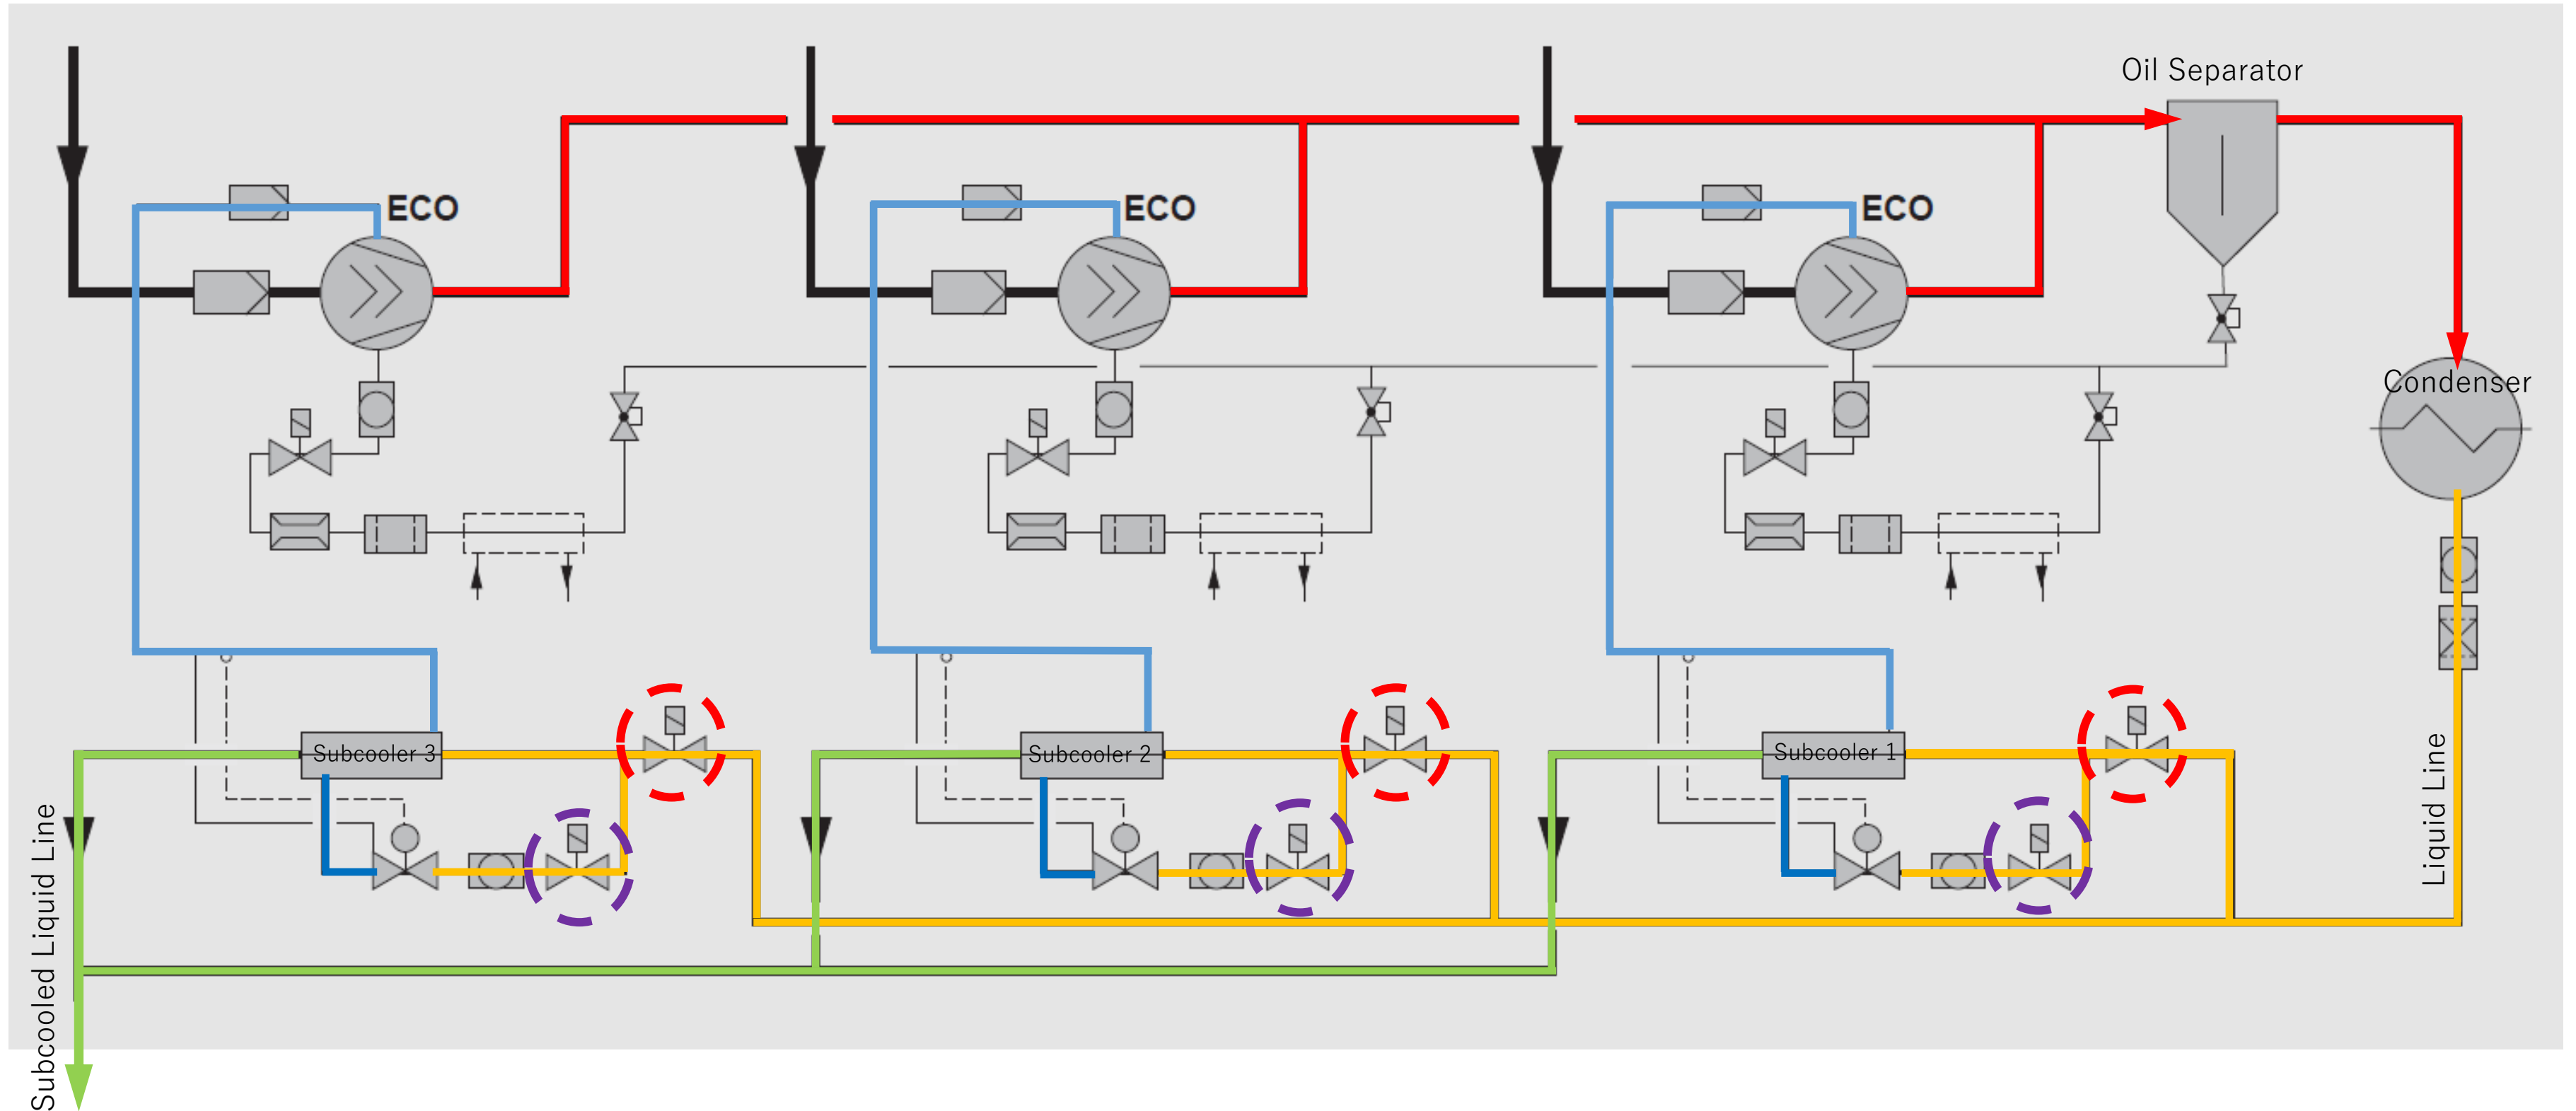 Oil Separator
ECO
ECO
ECO
Condenser
Subcooler 3
Subcooler 2
Subcooler 1
Liquid Line
Subcooled Liquid Line